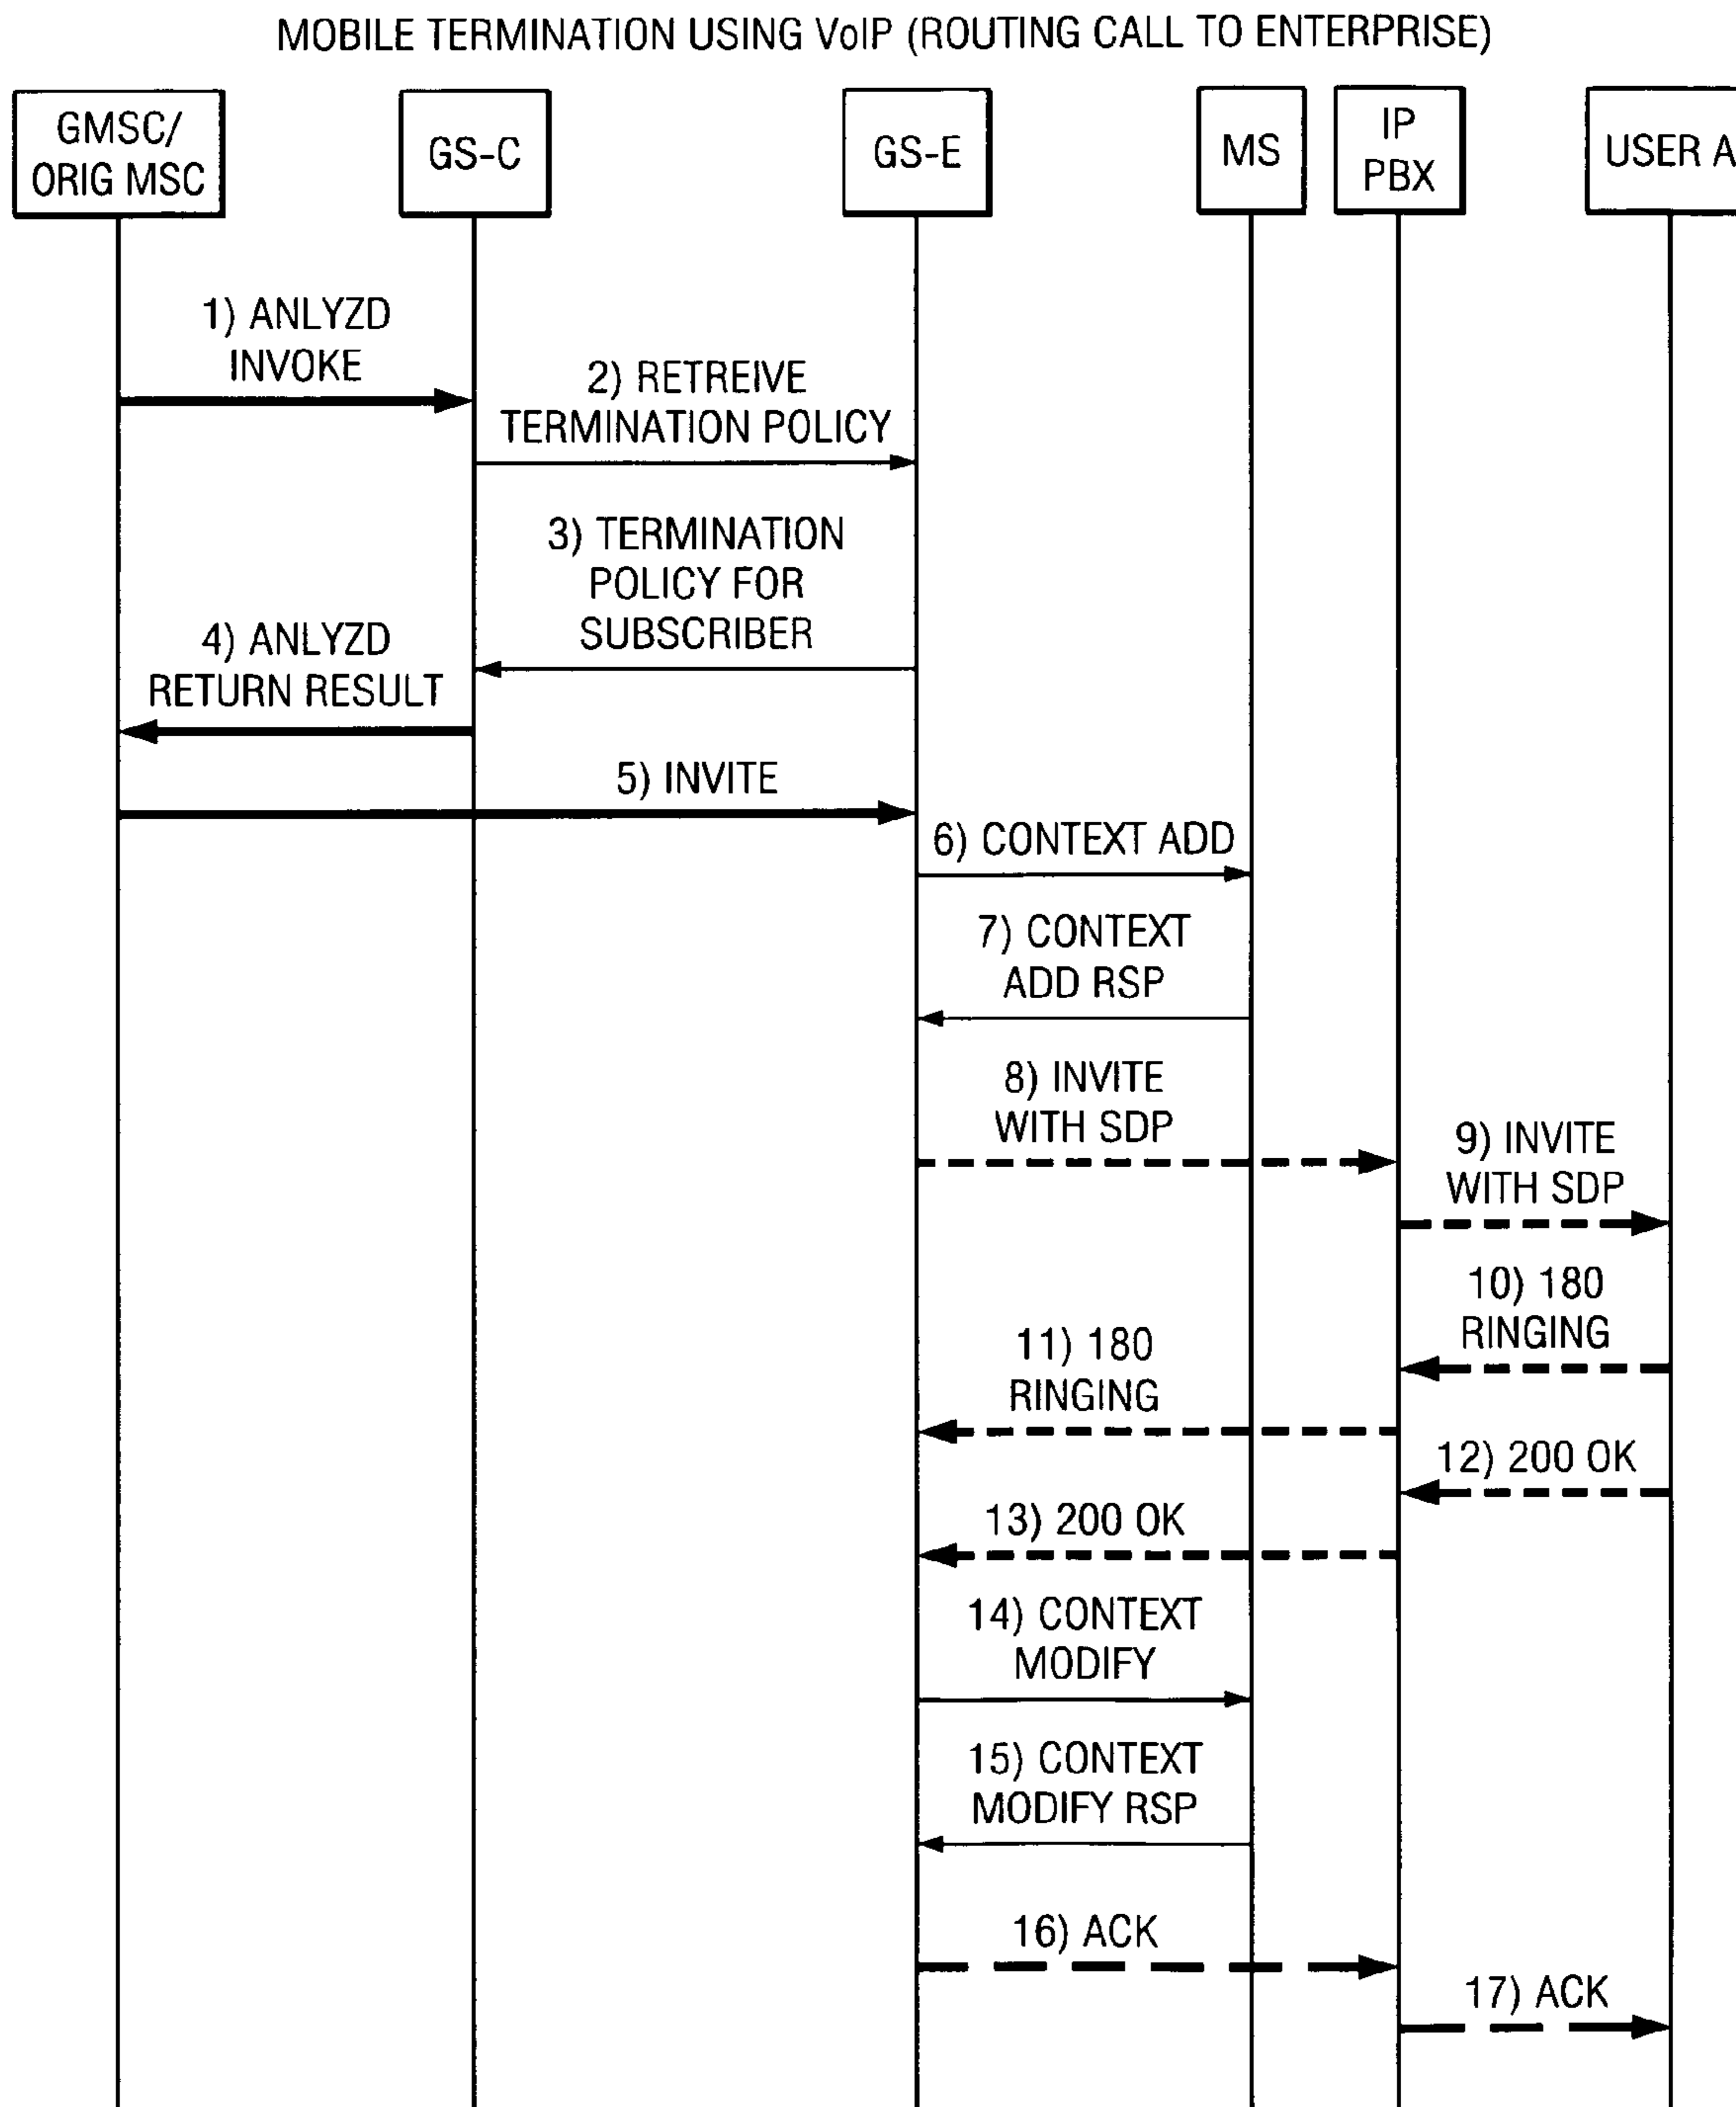 MOBILE TERMINATION USING VoIP (ROUTING CALL TO ENTERPRISE)
GMSC/
ORIG MSC
GS-C
GS-E
MS
IP
PBX
USER A
1) ANLYZD
INVOKE
2) RETREIVE
TERMINATION POLICY
3) TERMINATION
POLICY FOR
SUBSCRIBER
4) ANLYZD
RETURN RESULT
5) INVITE
6) CONTEXT ADD
7) CONTEXT
ADD RSP
8) INVITE
WITH SDP
9) INVITE
WITH SDP
10) 180
RINGING
11) 180
RINGING
12) 200 OK
13) 200 OK
14) CONTEXT
MODIFY
15) CONTEXT
MODIFY RSP
16) ACK
17) ACK